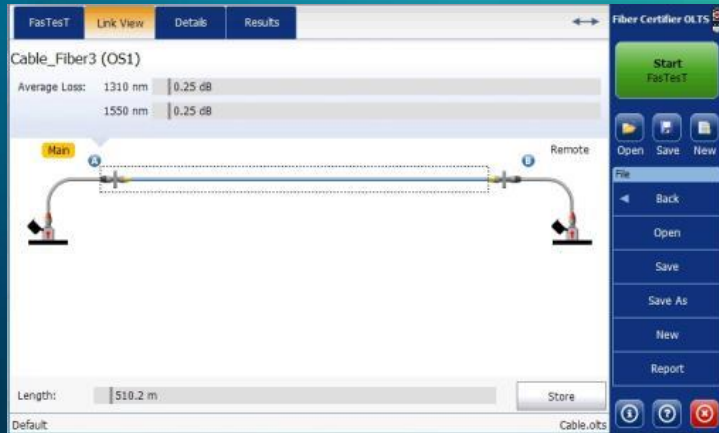 FasTesT Link View Details Results
Fiber Certifier OLTS
Cable_Fiber3 (OS1)
Start
FasTesT
Average Loss: 1310 nm 0.25 dB
1550 nm 0.25 dB
Open Save New
Main
A
B
Remote
File
Back
Open
Save
Save As
New
Report
Length: 510.2 m
Store
Default
Cable.olts